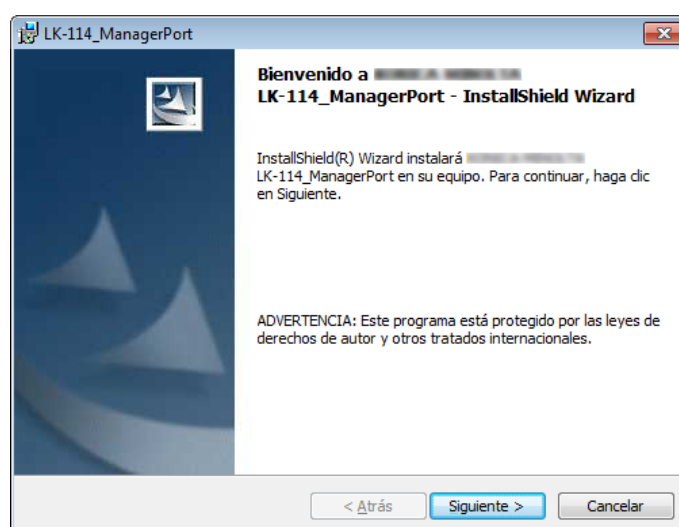 LK-114_ManagerPort
Bienvenido a
LK-114_ManagerPort - InstallShield Wizard
InstallShield(R) Wizard instalará
LK-114_ManagerPort en su equipo. Para continuar, haga clic
en Siguiente.
ADVERTENCIA: Este programa está protegido por las leyes de
derechos de autor y otros tratados internacionales.
< Atrás
Siguiente >
Cancelar